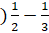 ) 1/2 − 1/3